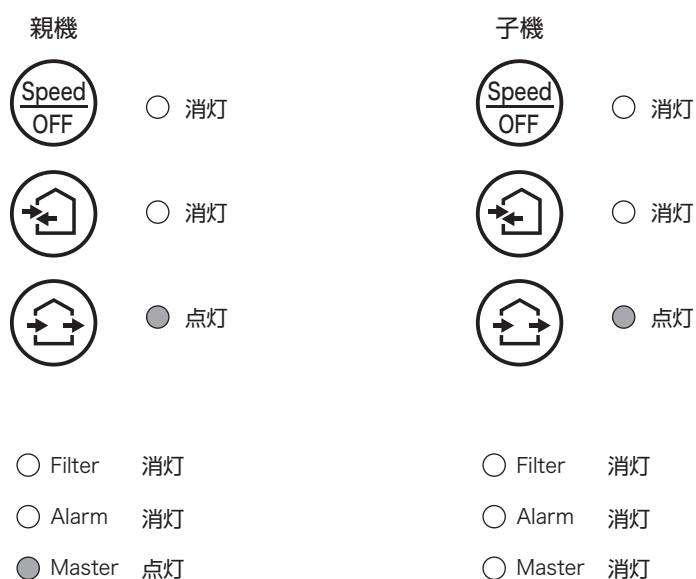 親機
Speed
OFF
消灯
消灯
点灯
Filter 消灯
Alarm 消灯
Master 点灯
子機
Speed
OFF
消灯
消灯
点灯
Filter 消灯
Alarm 消灯
Master 消灯